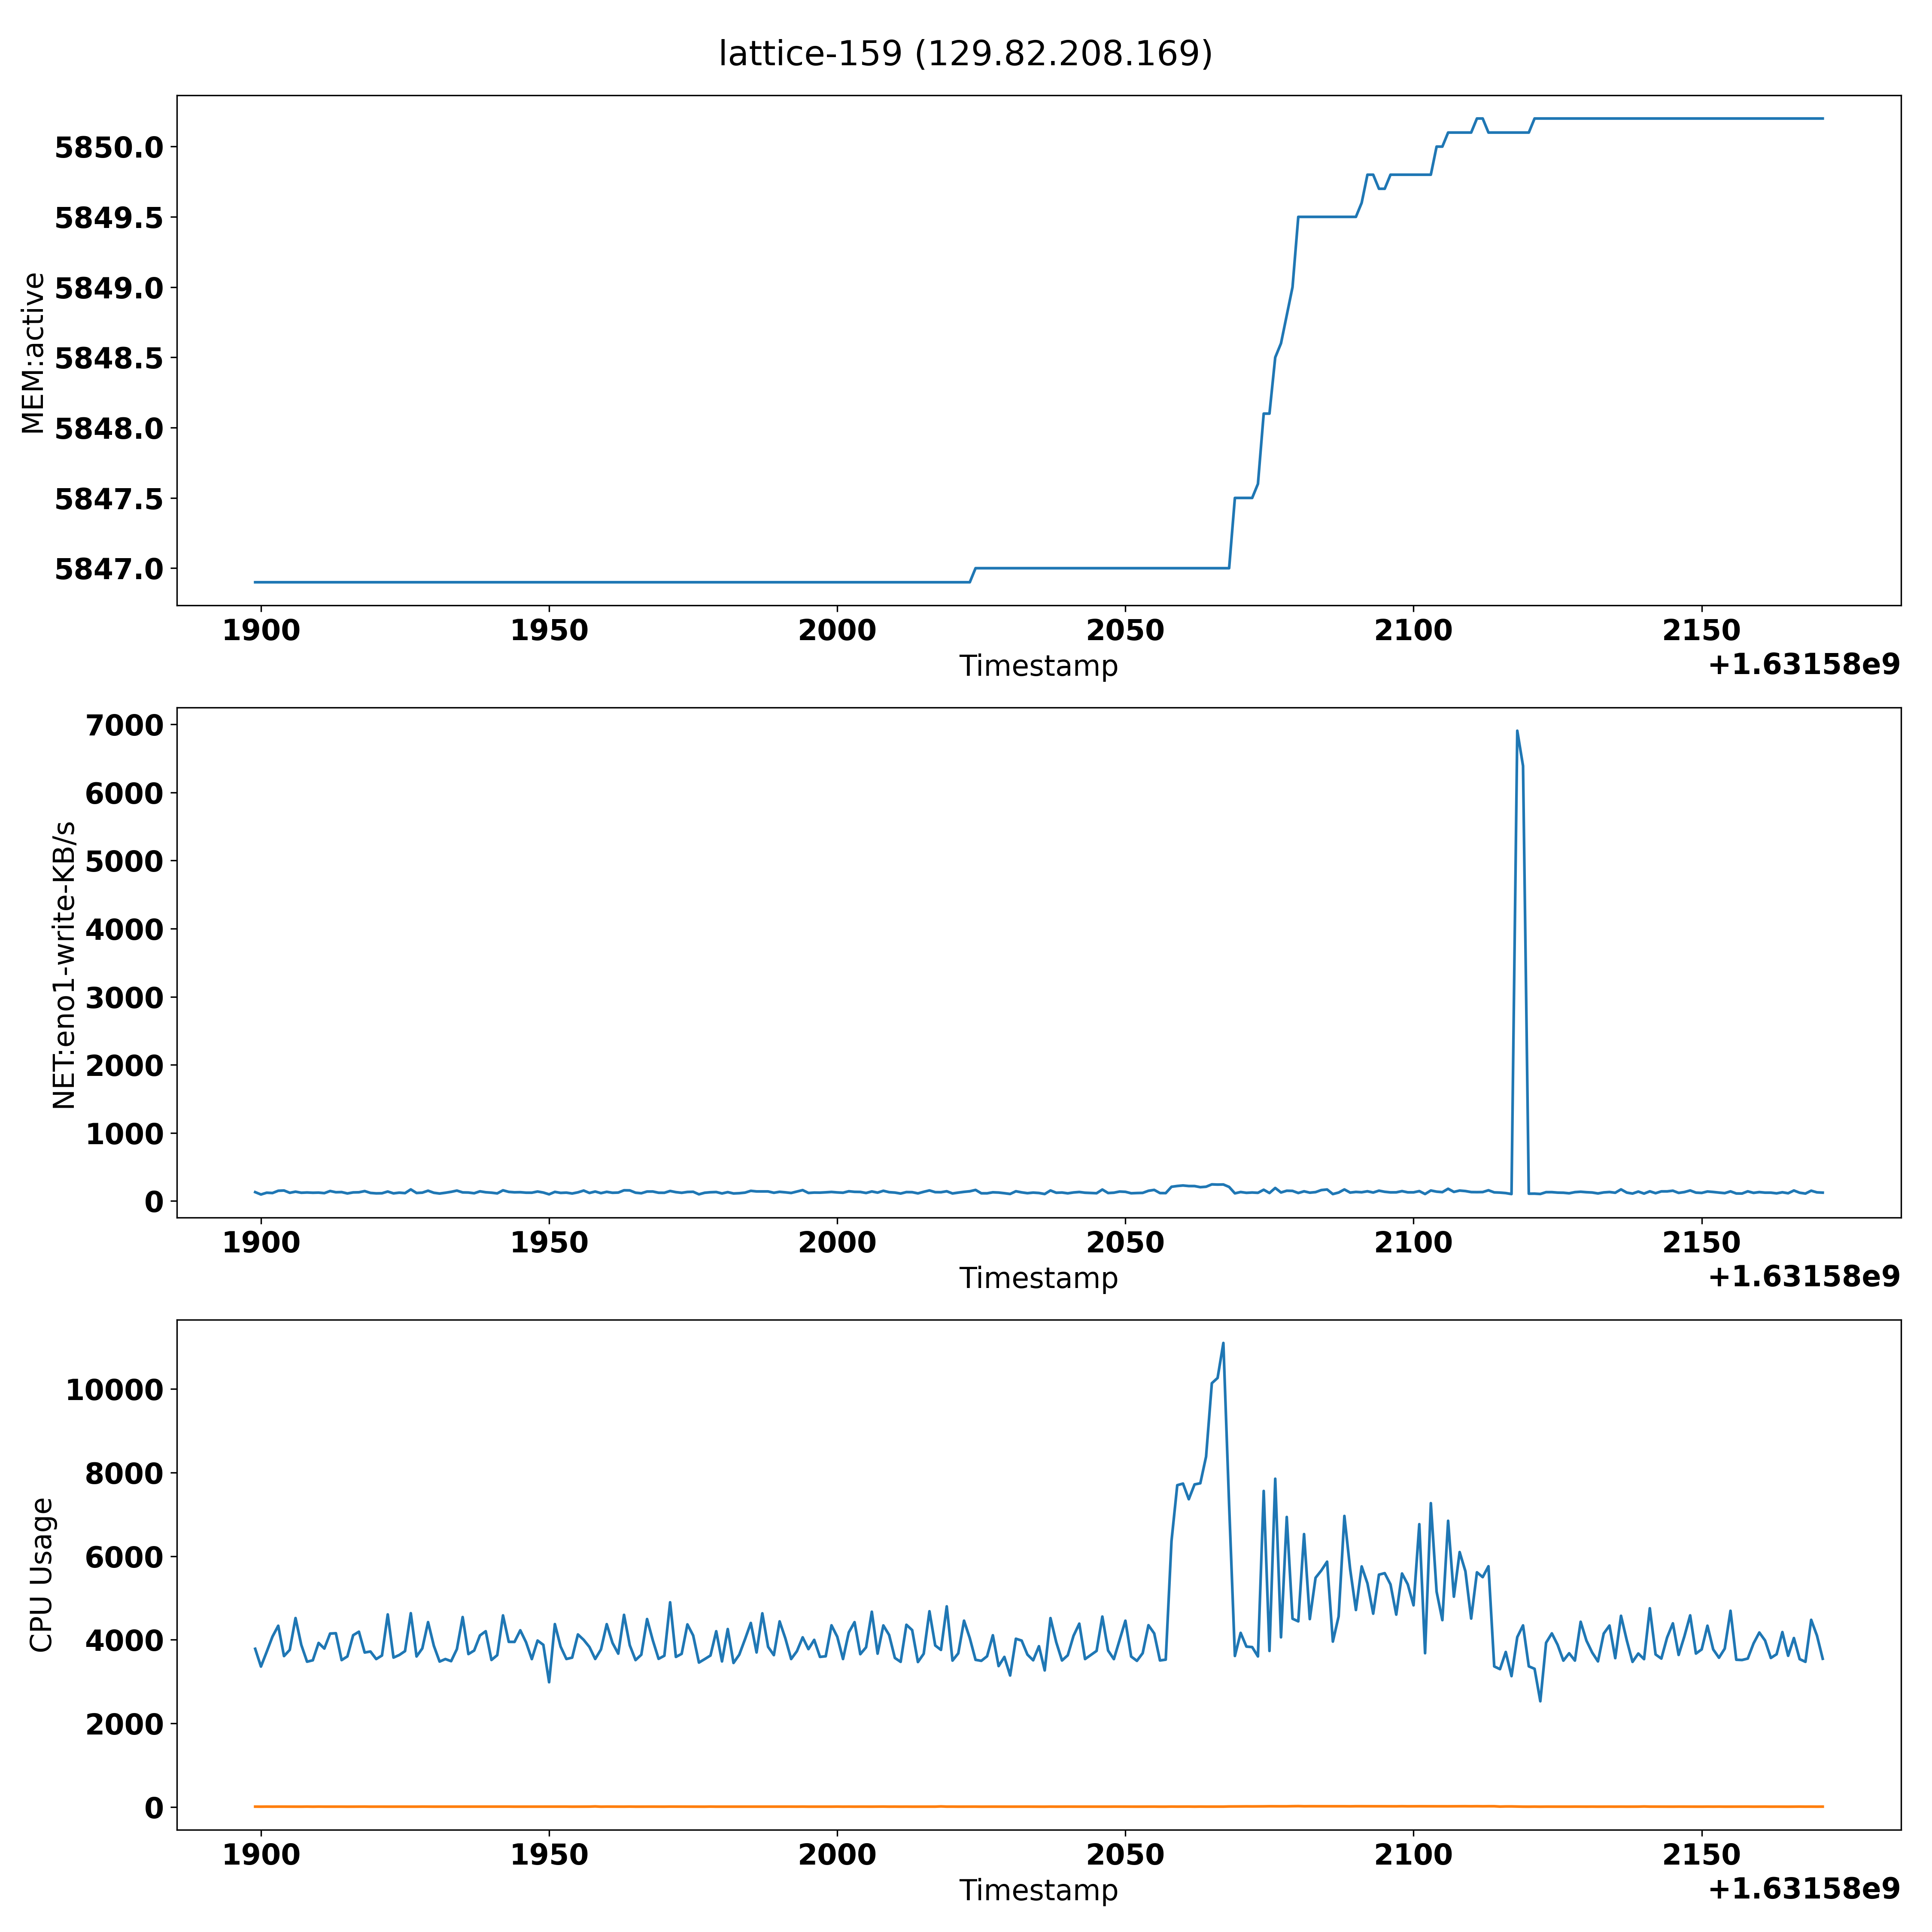 lattice-159 (129.82.208.169)
5850.0
5849.5
5849.0
5848.5
5848.0
5847.5
5847.0
MEM:active
1900 1950 2000 2050 2100 2150
Timestamp
+1.63158e9
7000
6000
5000
4000
3000
2000
1000
0
NET:eno1-write-KB/s
1900 1950 2000 2050 2100 2150
Timestamp
+1.63158e9
10000
8000
6000
4000
2000
0
CPU Usage
1900 1950 2000 2050 2100 2150
Timestamp
+1.63158e9